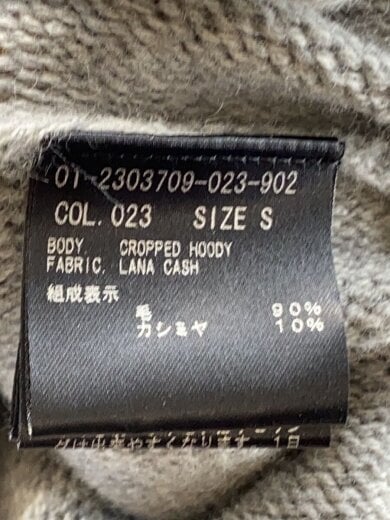 01-2303709-023-902
COL. 023 SIZE S
BODY. CROPPED HOODY
FABRIC. LANA CASH
組成表示
毛 90%
カシミヤ 10%